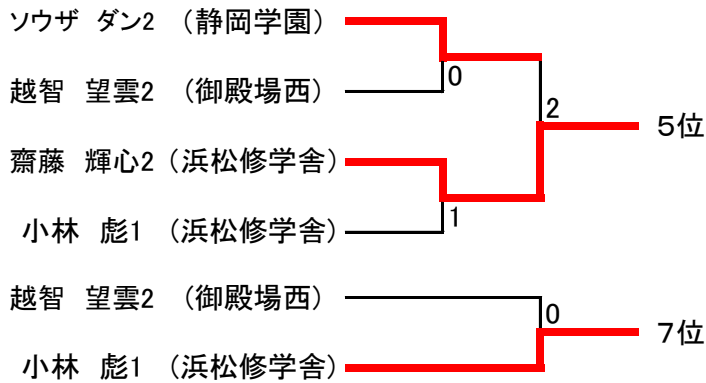 ソウザ ダン2 （静岡学園）
0
越智 望雲2 （御殿場西）
2
5位
齋藤 輝心2 （浜松修学舎）
1
小林 彪1 （浜松修学舎）
越智 望雲2 （御殿場西）
0
7位
小林 彪1 （浜松修学舎）